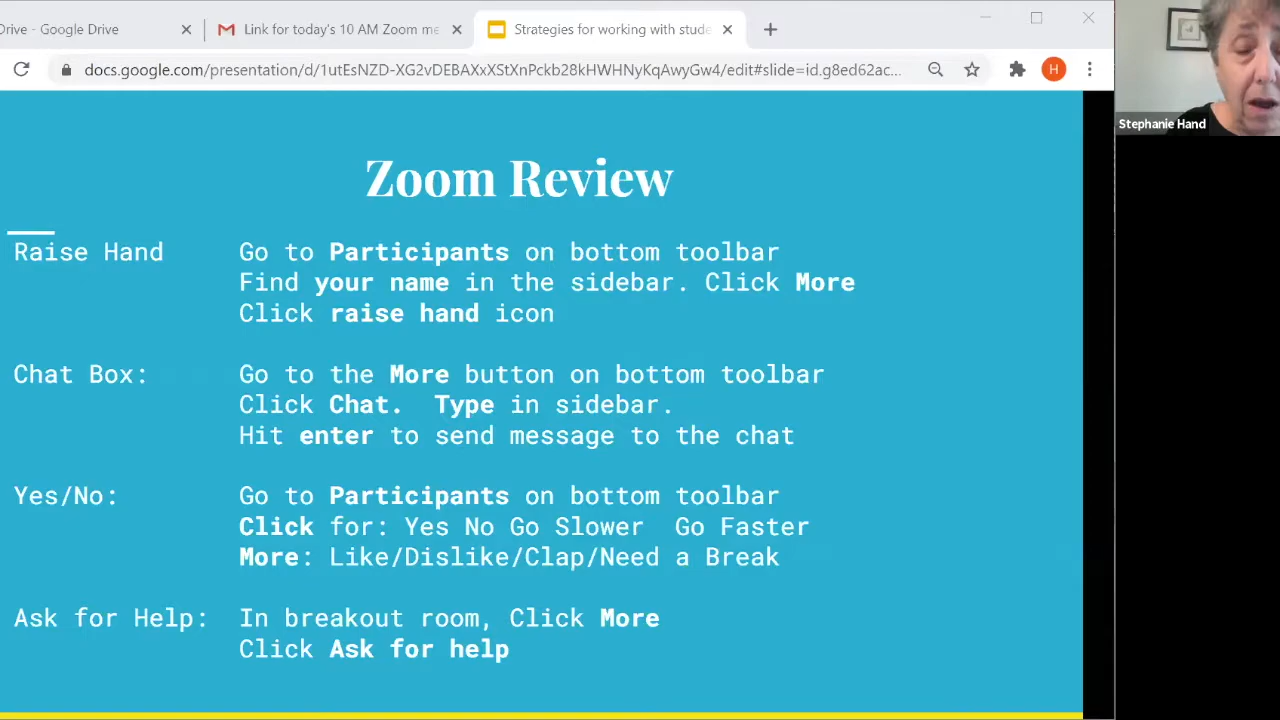 Drive - Google Drive
Link for today's 10 AM Zoom me
Strategies for working with stude
docs.google.com/presentation/d/1utEeNZD-XG2vDEBAXxXStXnPckb28kHWHNyKqAwyGw4/edit#slide=id.g8ed62ac...
H
Stephanie Hand
Zoom Review
Raise Hand Go to Participants on bottom toolbar
Find your name in the sidebar. Click More
Click raise hand icon
Chat Box: Go to the More button on bottom toolbar
Click Chat. Type in sidebar.
Hit enter to send message to the chat
Yes/No: Go to Participants on bottom toolbar
Click for: Yes No Go Slower Go Faster
More: Like/Dislike/Clap/Need a Break
Ask for Help: In breakout room, Click More
Click Ask for help